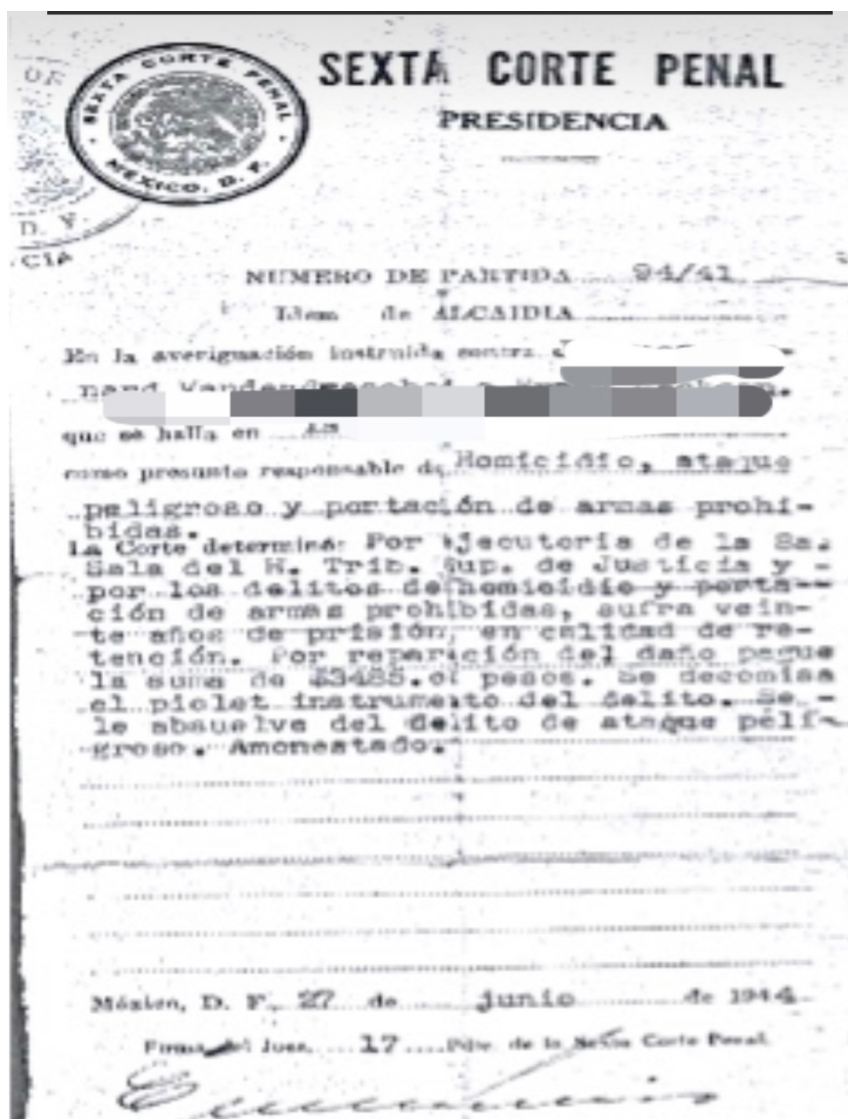 SEXTA CORTE PENAL
MEXICO, D. F.
OF
D. F.
CIA
SEXTA CORTE PENAL
PRESIDENCIA
NUMERO DE PARTIDA 94/41
Idem de ALCAIDIA
En la averiguación instruida contra
que se halla en
como presunto responsable de Homicidio, ataque
peligroso y portación de armas prohi-
bidas.
La Corte determinó: Por ejecutoria de la
Sala del H. Trib. Sup. de Justicia y -
por los delitos de homicidio y porta--
ción de armas prohibidas, sufra vein-
te años de prisión, en calidad de re-
tención. Por reparación del daño pague
la suma de $3485. pesos. Se decomisa
el piolet instrumento del delito. Se -
le absuelve del delito de ataque peli-
groso. Amonestado.
México, D. F. 27 de junio de 1944
Firma del Juez, 17 Pdte. de la Sexta Corte Penal.